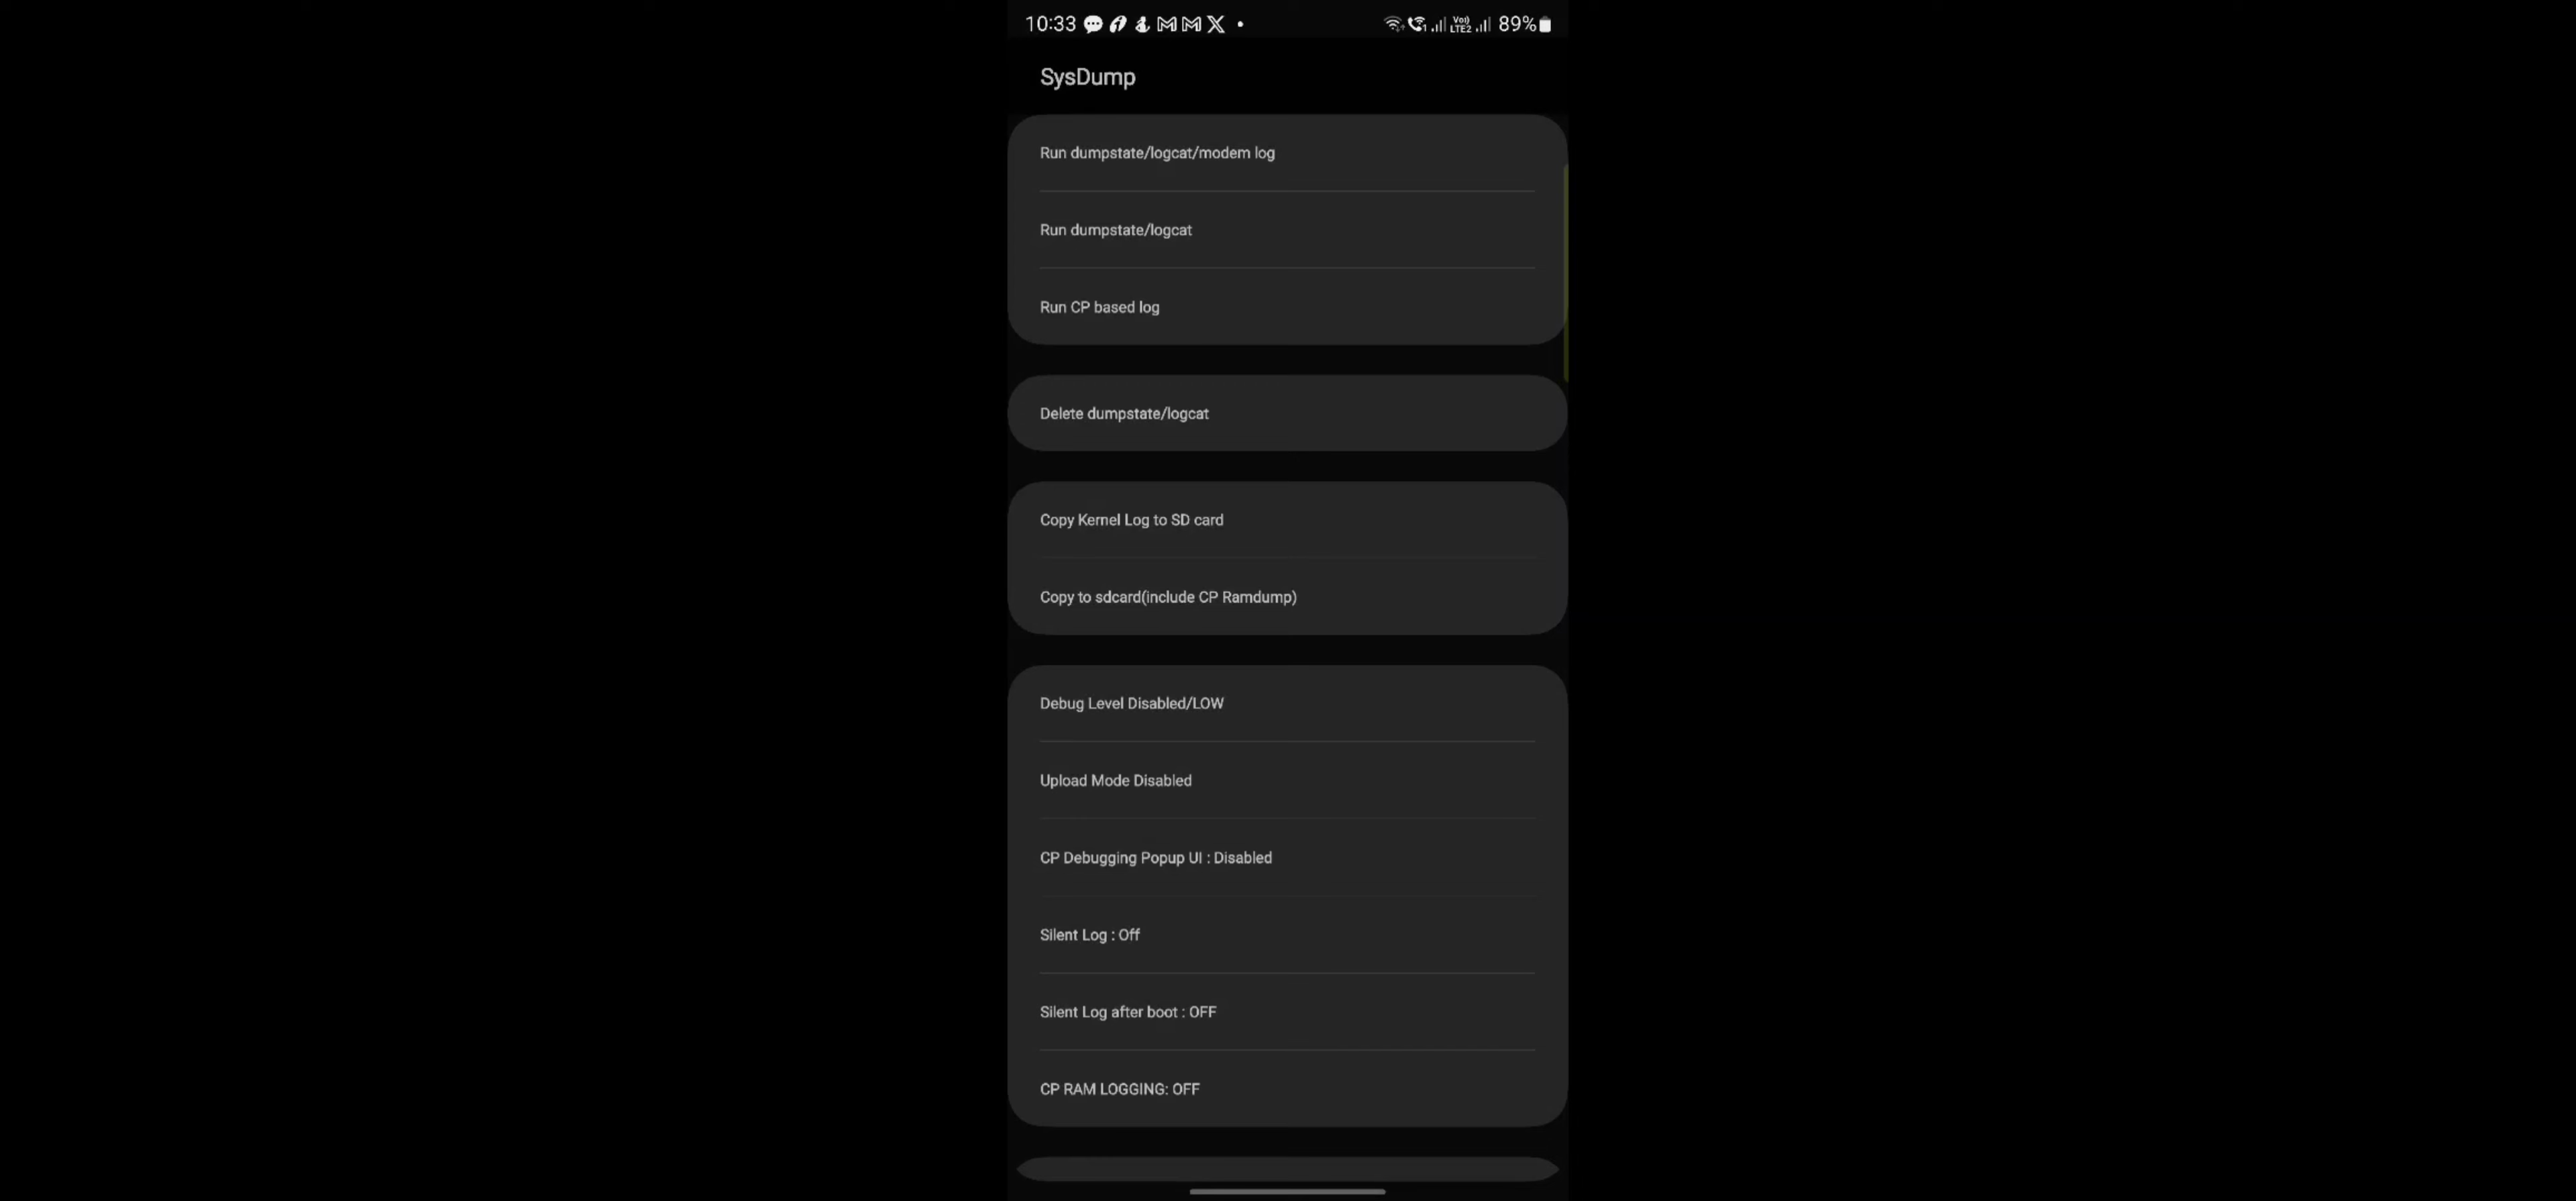 10:33 Voi) LTE2 89%
SysDump
Run dumpstate/logcat/modem log
Run dumpstate/logcat
Run CP based log
Delete dumpstate/logcat
Copy Kernel Log to SD card
Copy to sdcard(include CP Ramdump)
Debug Level Disabled/LOW
Upload Mode Disabled
CP Debugging Popup UI : Disabled
Silent Log : Off
Silent Log after boot : OFF
CP RAM LOGGING: OFF